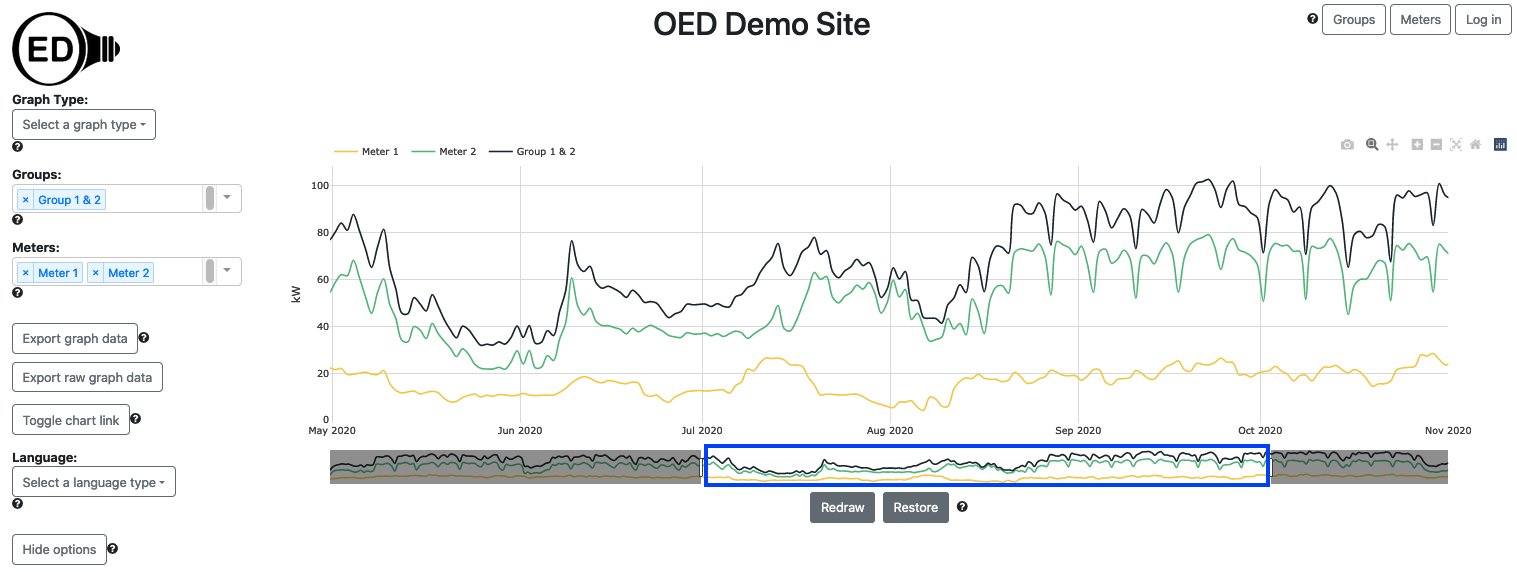 OED Demo Site
? Groups Meters Log in
ED
Graph Type:
Select a graph type
?
Groups:
× Group 1 & 2
?
Meters:
× Meter 1 × Meter 2
?
Export graph data ?
Export raw graph data
Toggle chart link ?
Language:
Select a language type
?
Hide options ?
Meter 1 Meter 2 Group 1 & 2
kW
100
80
60
40
20
0
May 2020 Jun 2020 Jul 2020 Aug 2020 Sep 2020 Oct 2020 Nov 2020
Redraw Restore ?